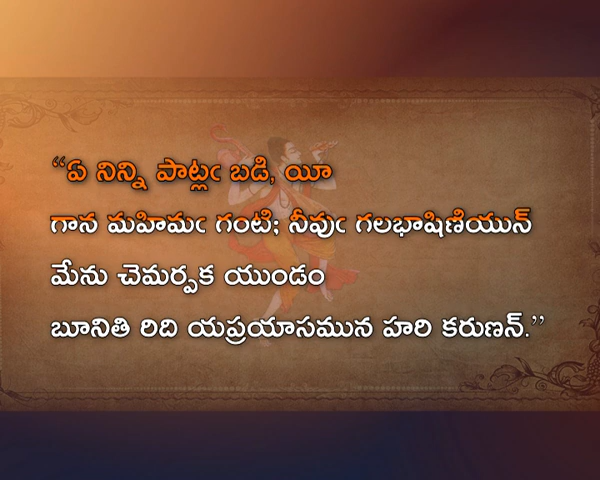 “ఏ నిన్ని పాట్లఁ బడి, యీ
గాన మహిమఁ గంటి; నీవుఁ గలభాషిణియున్
మేను చెమర్పక యుండం
బూనితి రిది యప్రయాసమున హరి కరుణన్.”